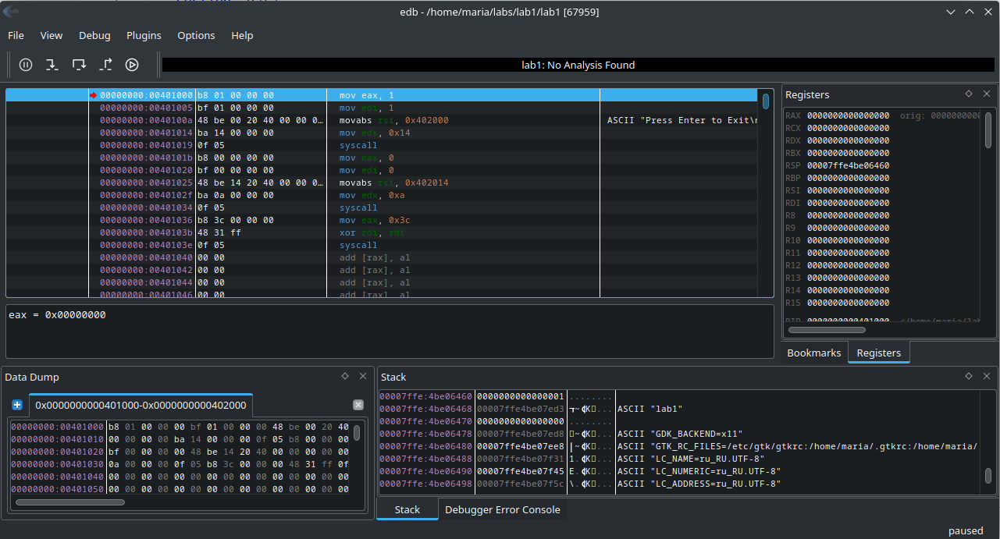 edb - /home/maria/labs/lab1/lab1 [67959]
File View Debug Plugins Options Help
lab1: No Analysis Found
00000000:00401000 b8 01 00 00 00 mov eax, 1
00000000:00401005 bf 01 00 00 00 mov edi, 1
00000000:0040100a 48 be 00 20 40 00 00 0… movabs rsi, 0x402000 ASCII "Press Enter to Exit\
00000000:00401014 ba 14 00 00 00 mov edx, 0x14
00000000:00401019 0f 05 syscall
00000000:0040101b b8 00 00 00 00 mov eax, 0
00000000:00401020 bf 00 00 00 00 mov edi, 0
00000000:00401025 48 be 14 20 40 00 00 0… movabs rsi, 0x402014
00000000:0040102f ba 0a 00 00 00 mov edx, 0xa
00000000:00401034 0f 05 syscall
00000000:00401036 b8 3c 00 00 00 mov eax, 0x3c
00000000:0040103b 48 31 ff xor rdi, rdi
00000000:0040103e 0f 05 syscall
00000000:00401040 00 00 add [rax], al
00000000:00401042 00 00 add [rax], al
00000000:00401044 00 00 add [rax], al
00000000:00401046 00 00 add [rax], al
eax = 0x00000000
Registers
RAX 0000000000000000 orig: 0000000000
RCX 0000000000000000
RDX 0000000000000000
RBX 0000000000000000
RSP 00007ffe4be06460
RBP 0000000000000000
RSI 0000000000000000
RDI 0000000000000000
R8 0000000000000000
R9 0000000000000000
R10 0000000000000000
R11 0000000000000000
R12 0000000000000000
R13 0000000000000000
R14 0000000000000000
R15 0000000000000000
RIP 0000000000401000 </home/maria/lab
Bookmarks Registers
Data Dump
0x0000000000401000-0x0000000000402000
00000000:00401000 b8 01 00 00 00 bf 01 00 00 00 48 be 00 20 40
00000000:00401010 00 00 00 00 ba 14 00 00 00 0f 05 b8 00 00 00
00000000:00401020 bf 00 00 00 00 48 be 14 20 40 00 00 00 00 00
00000000:00401030 0a 00 00 00 0f 05 b8 3c 00 00 00 48 31 ff 0f
00000000:00401040 00 00 00 00 00 00 00 00 00 00 00 00 00 00 00
00000000:00401050 00 00 00 00 00 00 00 00 00 00 00 00 00 00 00
Stack
00007ffe:4be06460 0000000000000001 ........
00007ffe:4be06468 00007ffe4be07ed3 ASCII "lab1"
00007ffe:4be06470 0000000000000000 ........
00007ffe:4be06478 00007ffe4be07ed8 ASCII "GDK_BACKEND=x11"
00007ffe:4be06480 00007ffe4be07ee8 ASCII "GTK_RC_FILES=/etc/gtk/gtkrc:/home/maria/.gtkrc:/home/maria/
00007ffe:4be06488 00007ffe4be07f31 ASCII "LC_NAME=ru_RU.UTF-8"
00007ffe:4be06490 00007ffe4be07f45 ASCII "LC_NUMERIC=ru_RU.UTF-8"
00007ffe:4be06498 00007ffe4be07f5c ASCII "LC_ADDRESS=ru_RU.UTF-8"
Stack Debugger Error Console
paused